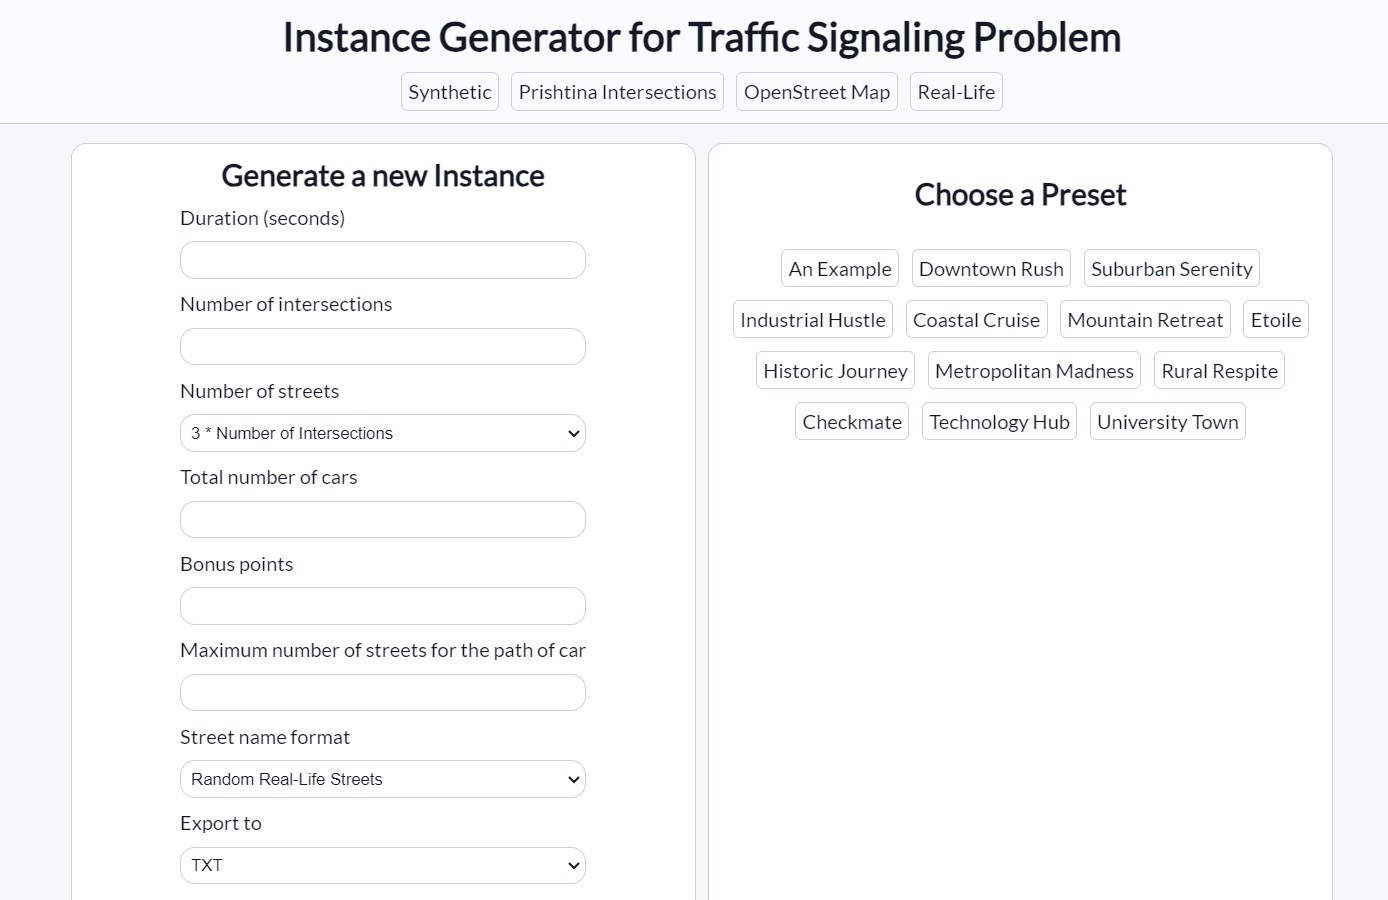 Instance Generator for Traffic Signaling Problem
Synthetic Prishtina Intersections OpenStreet Map Real-Life
Generate a new Instance
Duration (seconds)
Number of intersections
Number of streets
3 * Number of Intersections
Total number of cars
Bonus points
Maximum number of streets for the path of car
Street name format
Random Real-Life Streets
Export to
TXT
Choose a Preset
An Example Downtown Rush Suburban Serenity
Industrial Hustle Coastal Cruise Mountain Retreat Etoile
Historic Journey Metropolitan Madness Rural Respite
Checkmate Technology Hub University Town